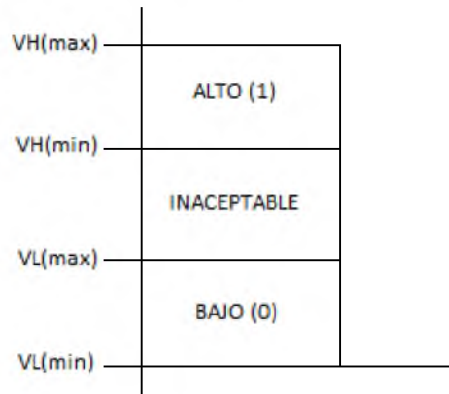 VH(max)
ALTO (1)
VH(min)
INACEPTABLE
VL(max)
BAJO (0)
VL(min)